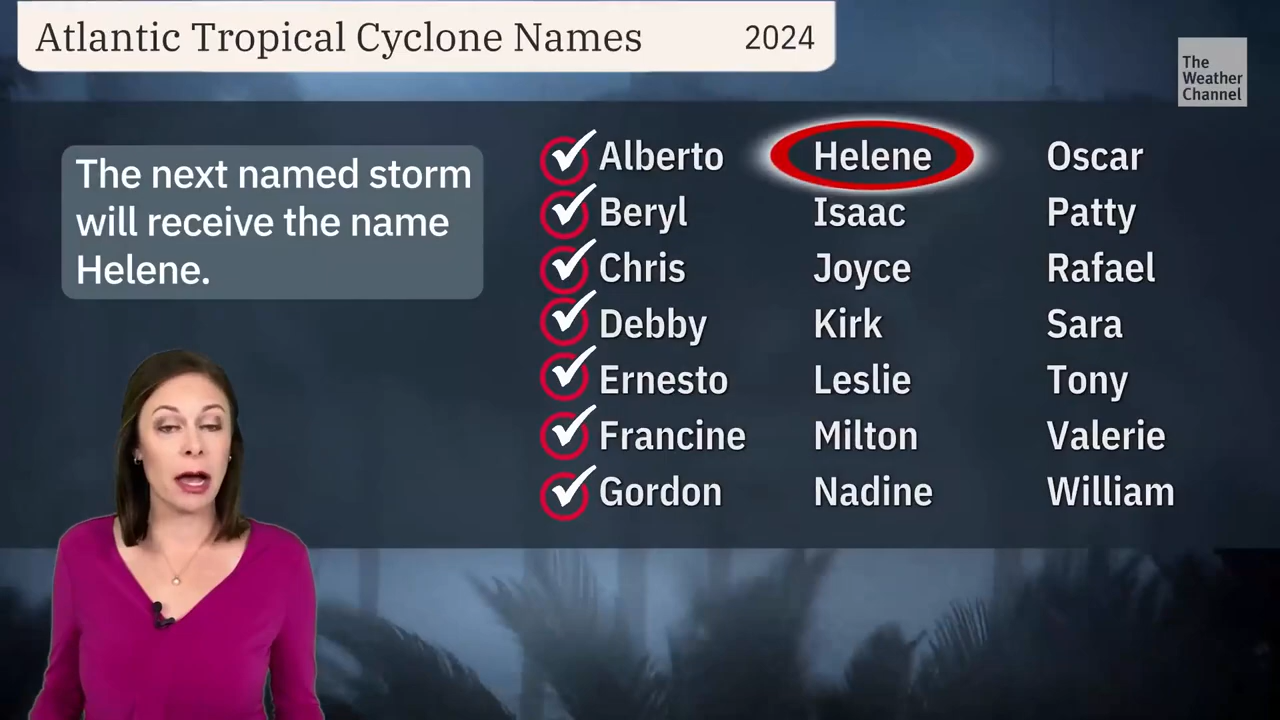 Atlantic Tropical Cyclone Names 2024
The
Weather
Channel
The next named storm
will receive the name
Helene.
Alberto
Beryl
Chris
Debby
Ernesto
Francine
Gordon
Helene
Isaac
Joyce
Kirk
Leslie
Milton
Nadine
Oscar
Patty
Rafael
Sara
Tony
Valerie
William